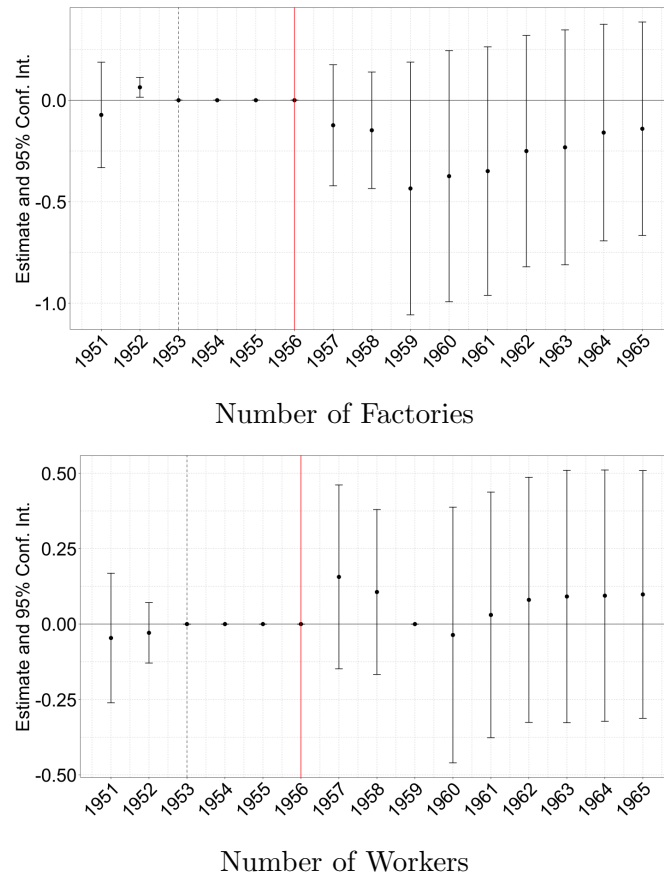 Estimate and 95% Conf. Int.
0.0
-0.5
-1.0
1951 1952 1953 1954 1955 1956 1957 1958 1959 1960 1961 1962 1963 1964 1965
Number of Factories
Estimate and 95% Conf. Int.
0.50
0.25
0.00
-0.25
-0.50
1951 1952 1953 1954 1955 1956 1957 1958 1959 1960 1961 1962 1963 1964 1965
Number of Workers